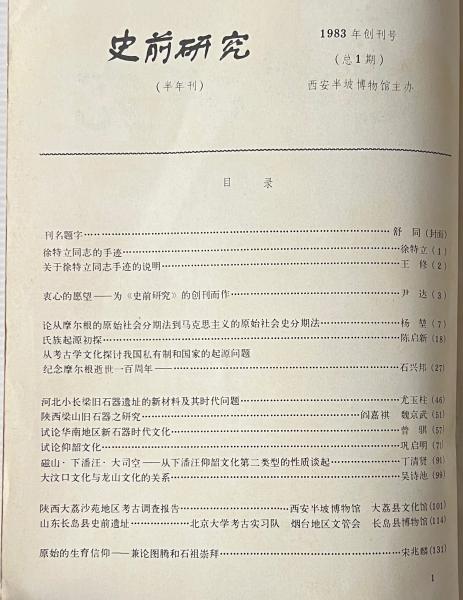 史前研究
(半年刊)
1983年创刊号
(总1期)
西安半坡博物馆主办
目 录
刊名题字……舒 同(封面)
徐特立同志的手迹……徐特立(1)
关于徐特立同志手迹的说明……王 修(2)
衷心的愿望——为《史前研究》的创刊而作……尹 达(3)
论从摩尔根的原始社会分期法到马克思主义的原始社会史分期法……杨 堃(7)
氏族起源初探……陈启新(18)
从考古学文化探讨我国私有制和国家的起源问题
纪念摩尔根逝世一百周年——……石兴邦(27)
河北小长梁旧石器遗址的新材料及其时代问题……尤玉柱(46)
陕西梁山旧石器之研究……阎嘉祺 魏京武(51)
试论华南地区新石器时代文化……曾 骐(57)
试论仰韶文化……巩启明(71)
磁山·下潘汪·大司空——从下潘汪仰韶文化第二类型的性质谈起……丁清贤(91)
大汶口文化与龙山文化的关系……吴诗池(99)
陕西大荔沙苑地区考古调查报告……西安半坡博物馆 大荔县文化馆(101)
山东长岛县史前遗址……北京大学考古实习队 烟台地区文管会 长岛县博物馆(114)
原始的生育信仰——兼论图腾和石祖崇拜……宋兆麟(131)
1